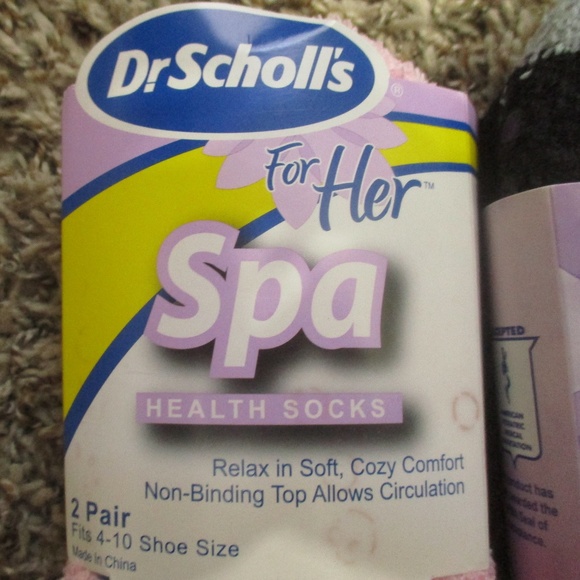 Dr. Scholl's ®
For Her ™
Spa
HEALTH SOCKS
Relax in Soft, Cozy Comfort
Non-Binding Top Allows Circulation
2 Pair
Fits 4-10 Shoe Size
Made in China